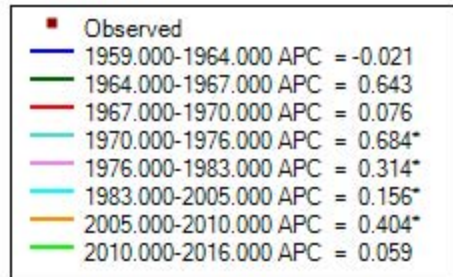 Observed
1959.000-1964.000 APC = -0.021
1964.000-1967.000 APC = 0.643
1967.000-1970.000 APC = 0.076
1970.000-1976.000 APC = 0.684*
1976.000-1983.000 APC = 0.314*
1983.000-2005.000 APC = 0.156*
2005.000-2010.000 APC = 0.404*
2010.000-2016.000 APC = 0.059